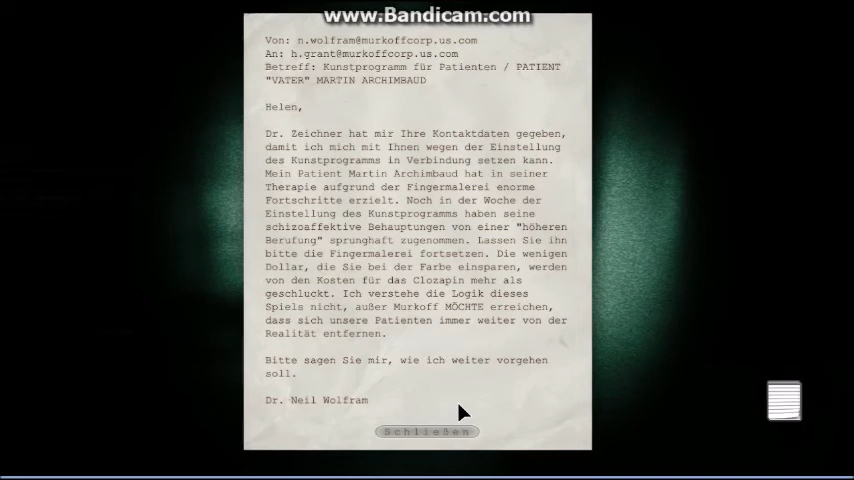 www.Bandicam.com
Von: n.wolfram@murkoffcorp.us.com
An: h.grant@murkoffcorp.us.com
Betreff: Kunstprogramm für Patienten / PATIENT
"VATER" MARTIN ARCHIMBAUD
Helen,
Dr. Zeichner hat mir Ihre Kontaktdaten gegeben,
damit ich mich mit Ihnen wegen der Einstellung
des Kunstprogramms in Verbindung setzen kann.
Mein Patient Martin Archimbaud hat in seiner
Therapie aufgrund der Fingermalerei enorme
Fortschritte erzielt. Noch in der Woche der
Einstellung des Kunstprogramms haben seine
schizoaffektive Behauptungen von einer "höheren
Berufung" sprunghaft zugenommen. Lassen Sie ihn
bitte die Fingermalerei fortsetzen. Die wenigen
Dollar, die Sie bei der Farbe einsparen, werden
von den Kosten für das Clozapin mehr als
geschluckt. Ich verstehe die Logik dieses
Spiels nicht, außer Murkoff MÖCHTE erreichen,
dass sich unsere Patienten immer weiter von der
Realität entfernen.
Bitte sagen Sie mir, wie ich weiter vorgehen
soll.
Dr. Neil Wolfram
Schließen